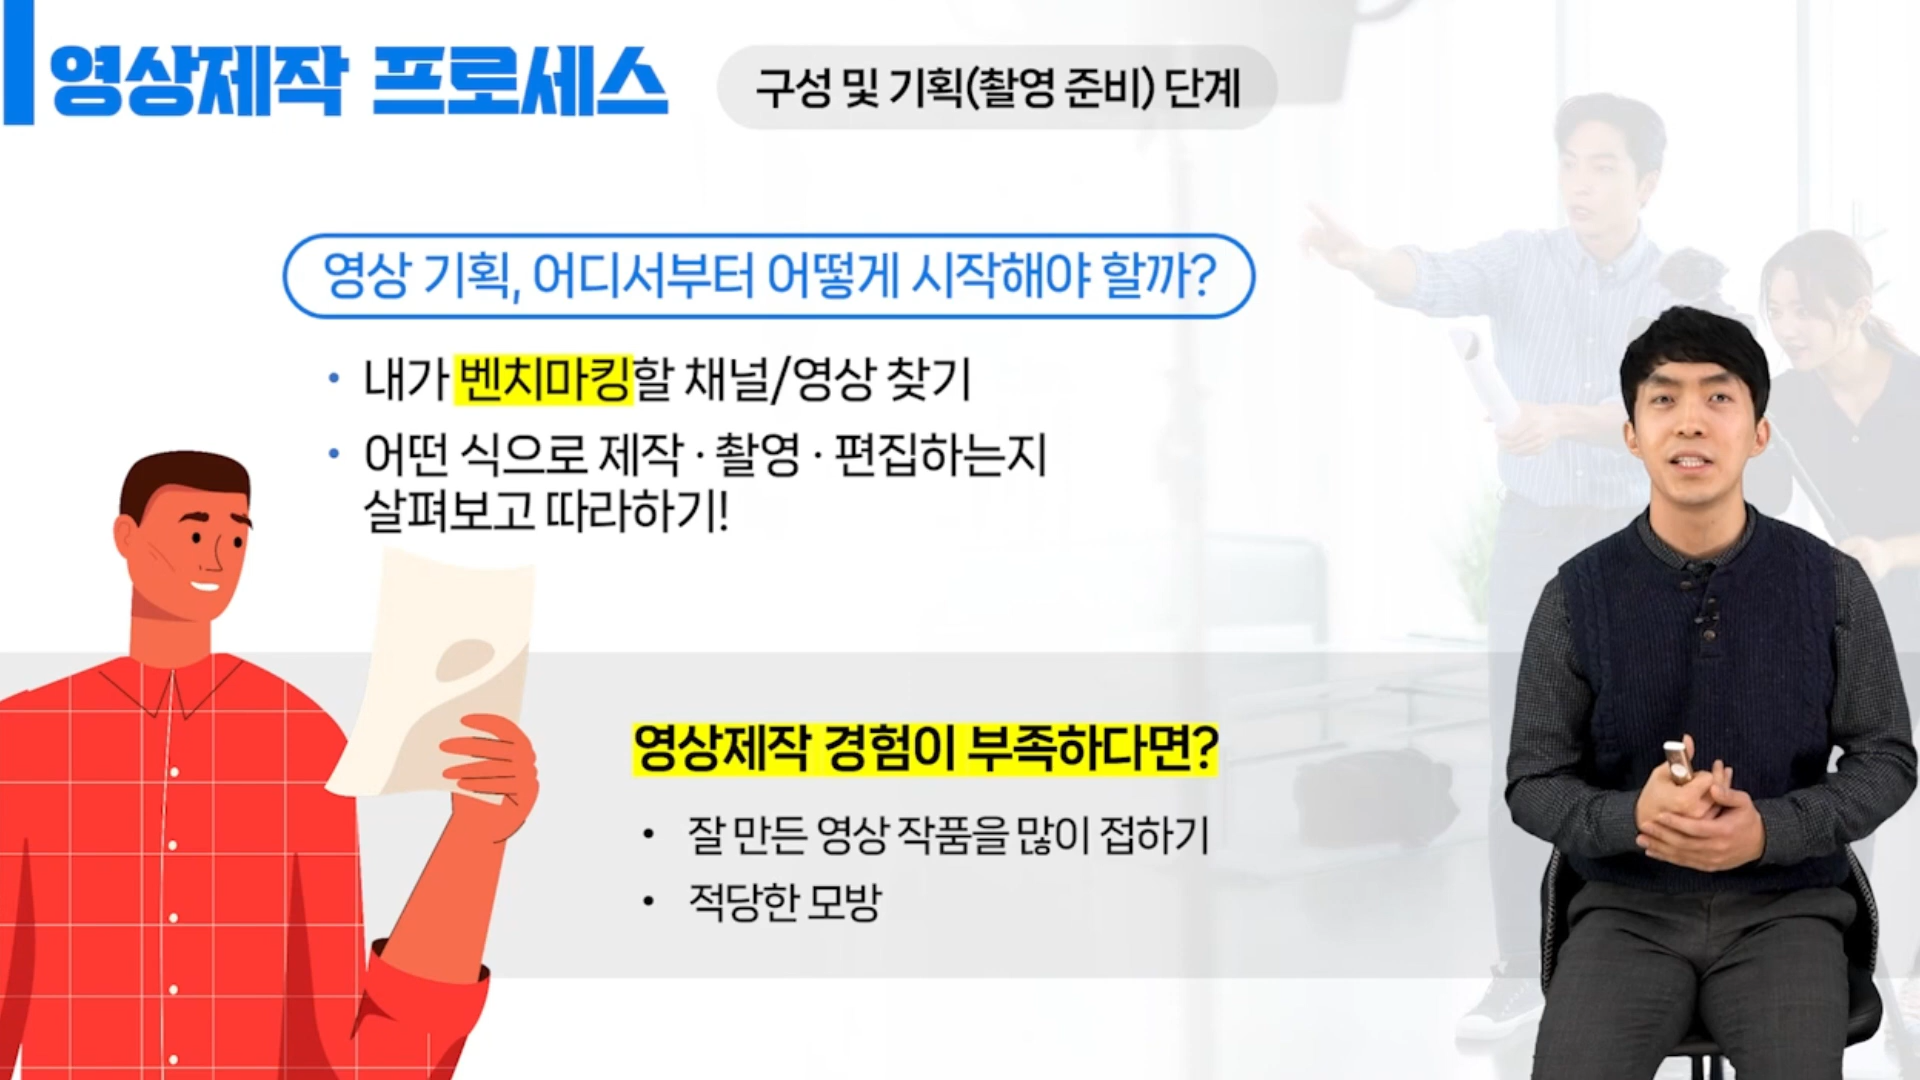 영상제작 프로세스
구성 및 기획(촬영 준비) 단계
영상 기획, 어디서부터 어떻게 시작해야 할까?
• 내가 벤치마킹할 채널/영상 찾기
• 어떤 식으로 제작 · 촬영 · 편집하는지
살펴보고 따라하기!
영상제작 경험이 부족하다면?
• 잘 만든 영상 작품을 많이 접하기
• 적당한 모방